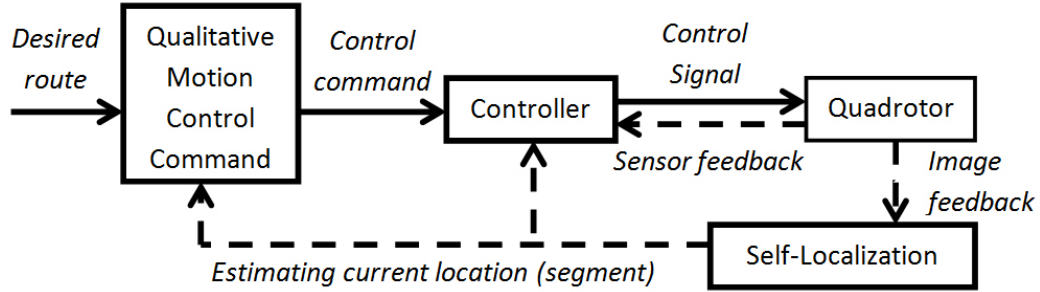 Desired
route
Qualitative
Motion
Control
Command
Control
command
Controller
Control
Signal
Quadrotor
Sensor feedback
Image
feedback
Self-Localization
Estimating current location (segment)